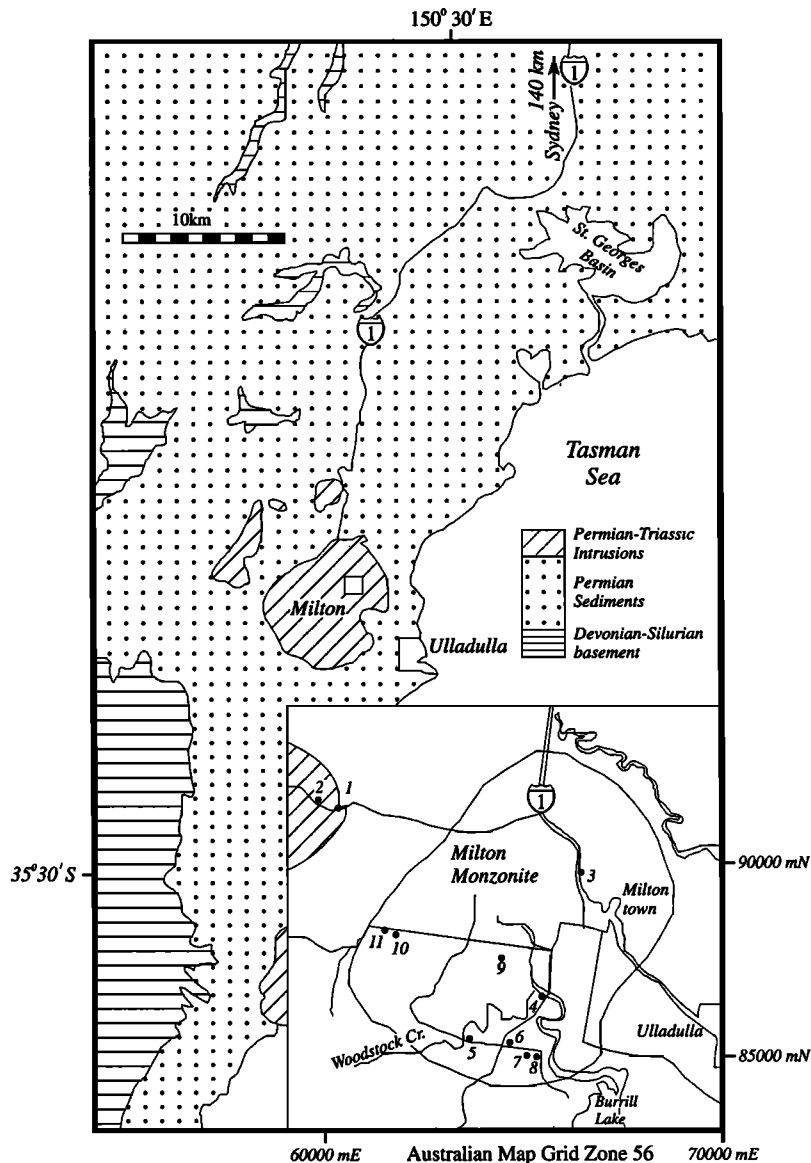 150° 30' E
140 km
Sydney
1
10km
St. Georges
Basin
1
Tasman
Sea
Permian-Triassic
Intrusions
Permian
Sediments
Devonian-Silurian
basement
Milton
Ulladulla
2
1
1
3
Milton
Monzonite
Milton
town
35°30' S
90000 mN
11
10
9
4
Ulladulla
Woodstock Cr.
5
6
7
8
85000 mN
Burrill
Lake
60000 mE
Australian Map Grid Zone 56
70000 mE